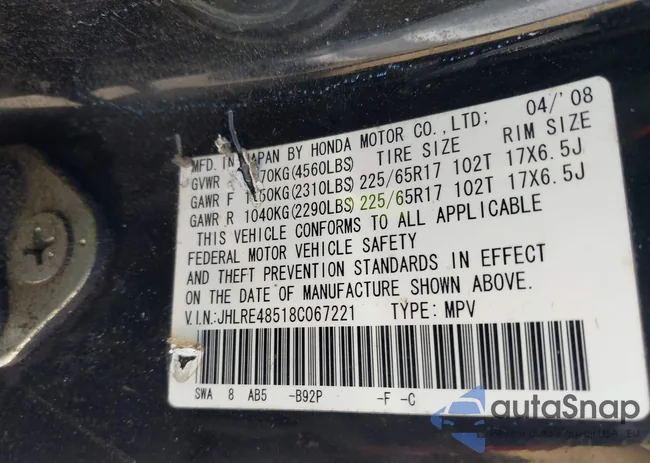 MFD. IN JAPAN BY HONDA MOTOR CO.,LTD; 04/'08
GVWR 70KG(4560LBS) TIRE SIZE RIM SIZE
GAWR F 50KG(2310LBS) 225/65R17 102T 17X6.5J
GAWR R 1040KG(2290LBS) 225/65R17 102T 17X6.5J
THIS VEHICLE CONFORMS TO ALL APPLICABLE
FEDERAL MOTOR VEHICLE SAFETY
AND THEFT PREVENTION STANDARDS IN EFFECT
ON THE DATE OF MANUFACTURE SHOWN ABOVE.
V.I.N:JHLRE48518C067221 TYPE: MPV
SWA 8 AB5 -B92P -F -C
autoSnap